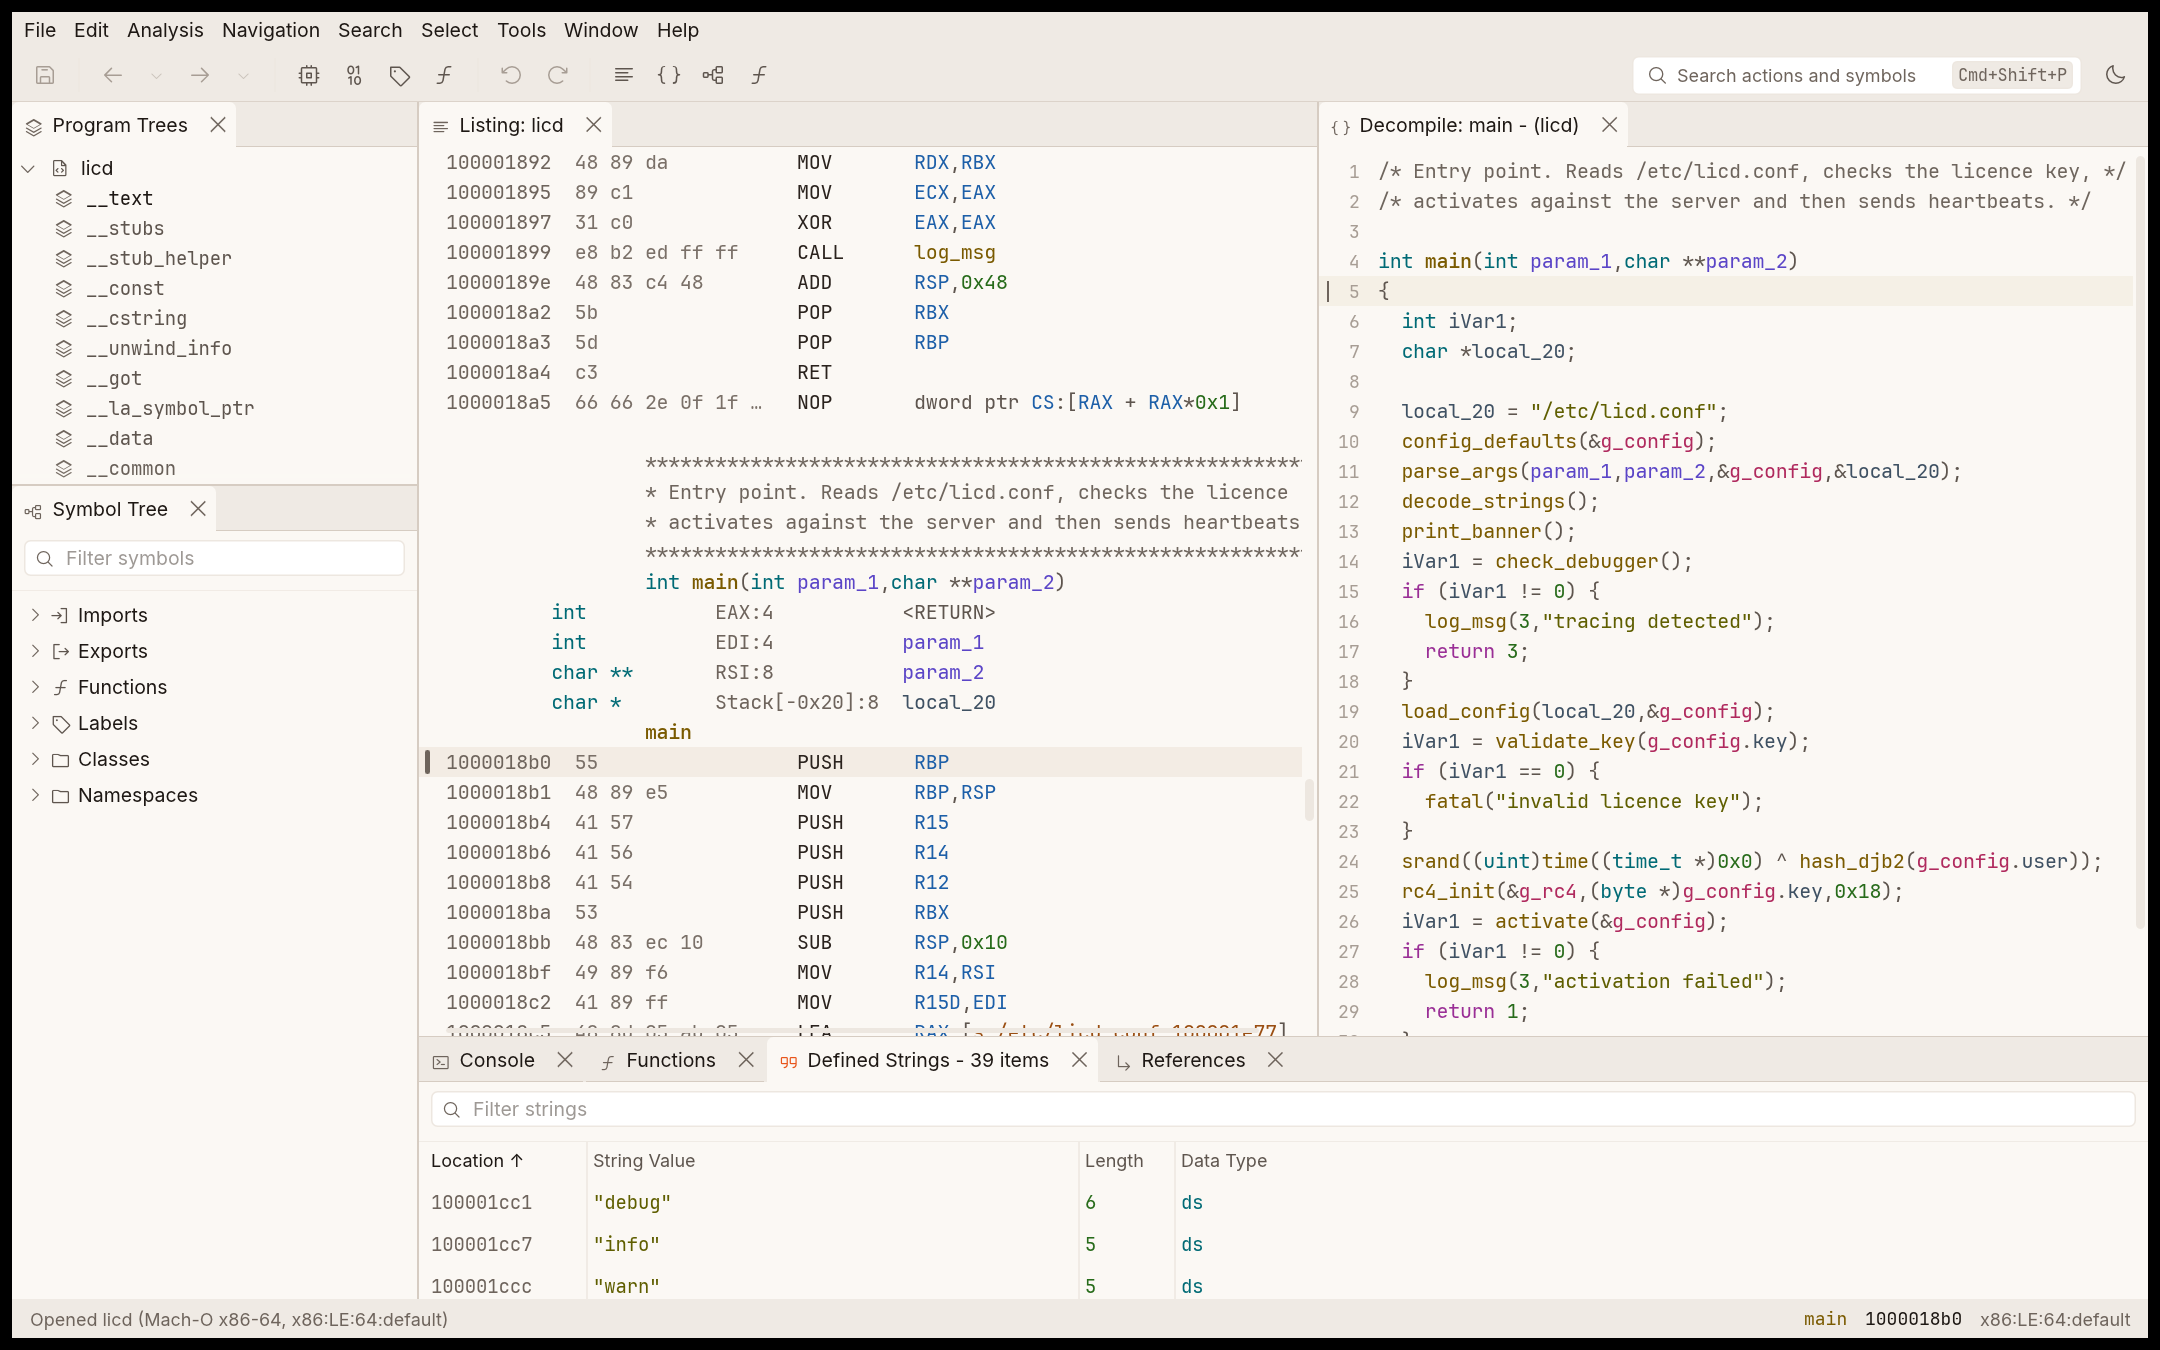 File Edit Analysis Navigation Search Select Tools Window Help
Search actions and symbols Cmd+Shift+P
Program Trees
licd
__text
__stubs
__stub_helper
__const
__cstring
__unwind_info
__got
__la_symbol_ptr
__data
__common
Symbol Tree
Filter symbols
Imports
Exports
Functions
Labels
Classes
Namespaces
Listing: licd
100001892 48 89 da MOV RDX,RBX
100001895 89 c1 MOV ECX,EAX
100001897 31 c0 XOR EAX,EAX
100001899 e8 b2 ed ff ff CALL log_msg
10000189e 48 83 c4 48 ADD RSP,0x48
1000018a2 5b POP RBX
1000018a3 5d POP RBP
1000018a4 c3 RET
1000018a5 66 66 2e 0f 1f … NOP dword ptr CS:[RAX + RAX*0x1]
********************************************************
* Entry point. Reads /etc/licd.conf, checks the licence
* activates against the server and then sends heartbeats
********************************************************
int main(int param_1,char **param_2)
int EAX:4 <RETURN>
int EDI:4 param_1
char ** RSI:8 param_2
char * Stack[-0x20]:8 local_20
main
1000018b0 55 PUSH RBP
1000018b1 48 89 e5 MOV RBP,RSP
1000018b4 41 57 PUSH R15
1000018b6 41 56 PUSH R14
1000018b8 41 54 PUSH R12
1000018ba 53 PUSH RBX
1000018bb 48 83 ec 10 SUB RSP,0x10
1000018bf 49 89 f6 MOV R14,RSI
1000018c2 41 89 ff MOV R15D,EDI
1000018c5 48 8d 05 LEA RAX,[s_/etc/licd.conf_100001e77]
Decompile: main - (licd)
1 /* Entry point. Reads /etc/licd.conf, checks the licence key, */
2 /* activates against the server and then sends heartbeats. */
3
4 int main(int param_1,char **param_2)
5 {
6 int iVar1;
7 char *local_20;
8
9 local_20 = "/etc/licd.conf";
10 config_defaults(&g_config);
11 parse_args(param_1,param_2,&g_config,&local_20);
12 decode_strings();
13 print_banner();
14 iVar1 = check_debugger();
15 if (iVar1 != 0) {
16 log_msg(3,"tracing detected");
17 return 3;
18 }
19 load_config(local_20,&g_config);
20 iVar1 = validate_key(g_config.key);
21 if (iVar1 == 0) {
22 fatal("invalid licence key");
23 }
24 srand((uint)time((time_t *)0x0) ^ hash_djb2(g_config.user));
25 rc4_init(&g_rc4,(byte *)g_config.key,0x18);
26 iVar1 = activate(&g_config);
27 if (iVar1 != 0) {
28 log_msg(3,"activation failed");
29 return 1;
Console Functions Defined Strings - 39 items References
Filter strings
Location ↑ String Value Length Data Type
100001cc1 "debug" 6 ds
100001cc7 "info" 5 ds
100001ccc "warn" 5 ds
Opened licd (Mach-O x86-64, x86:LE:64:default)
main 1000018b0 x86:LE:64:default